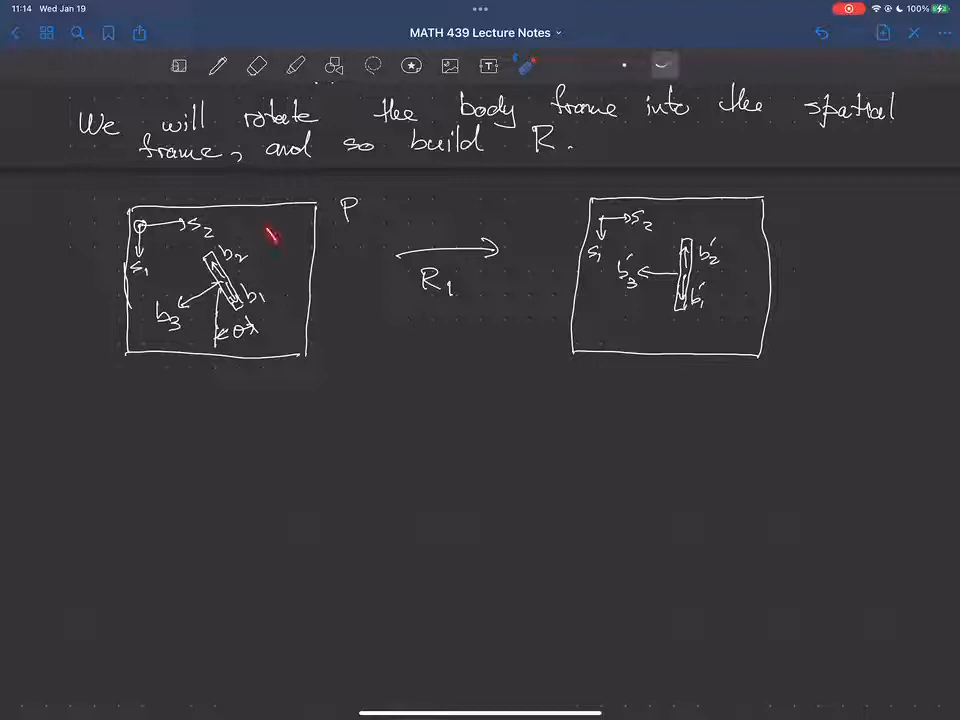 11:14 Wed Jan 19
100%
MATH 439 Lecture Notes
We will rotate the body frame into the spatial
frame, and so build R.
P
s₂
s₁
b₂
b₁
b₃
θ
R₁
s₂
s₁
b₂'
b₃'
b₁'